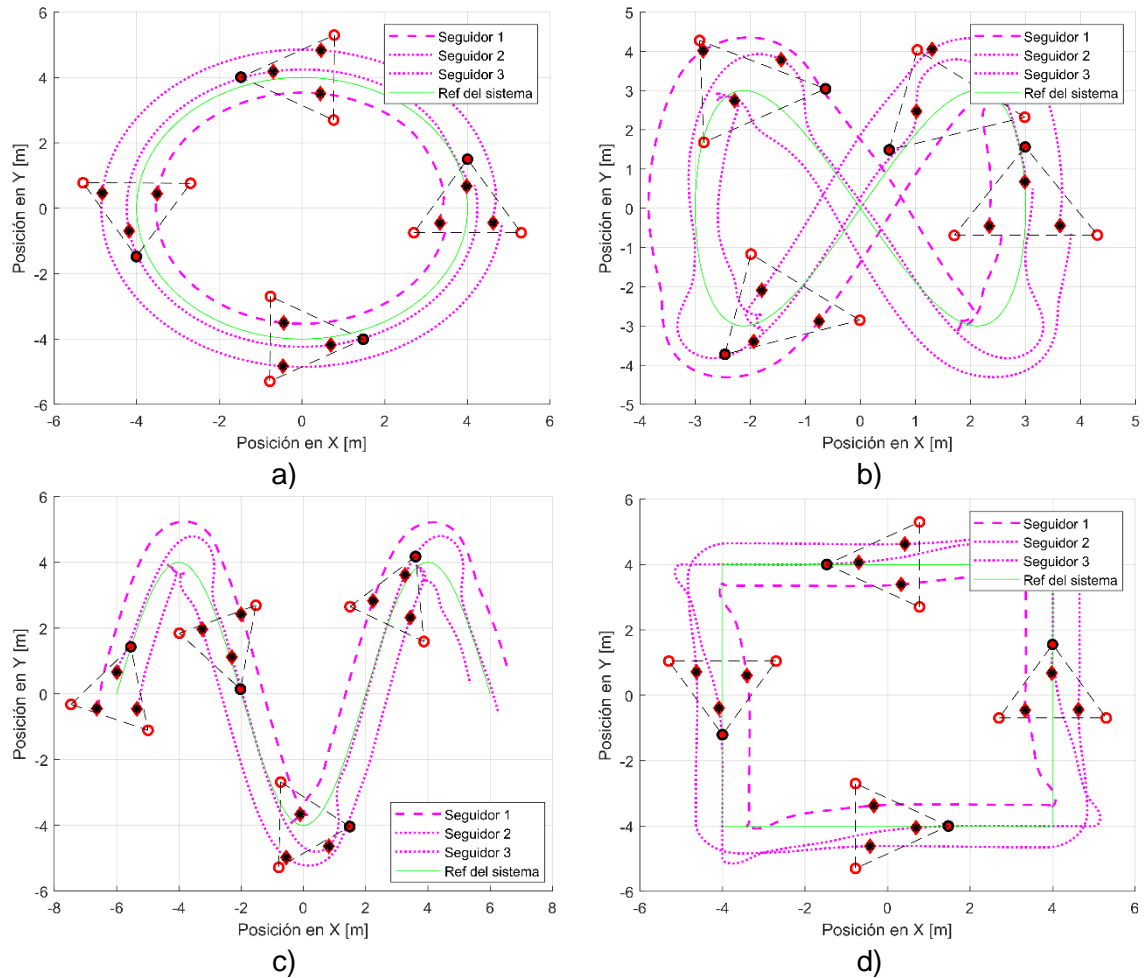 6
4
2
0
-2
-4
-6
-6 -4 -2 0 2 4 6
Posición en Y [m]
Posición en X [m]
Seguidor 1
Seguidor 2
Seguidor 3
Ref del sistema
a)
5
4
3
2
1
0
-1
-2
-3
-4
-5
-4 -3 -2 -1 0 1 2 3 4 5
Posición en Y [m]
Posición en X [m]
Seguidor 1
Seguidor 2
Seguidor 3
Ref del sistema
b)
6
4
2
0
-2
-4
-6
-8 -6 -4 -2 0 2 4 6 8
Posición en Y [m]
Posición en X [m]
Seguidor 1
Seguidor 2
Seguidor 3
Ref del sistema
c)
6
4
2
0
-2
-4
-6
-6 -4 -2 0 2 4 6
Posición en Y [m]
Posición en X [m]
Seguidor 1
Seguidor 2
Seguidor 3
Ref del sistema
d)